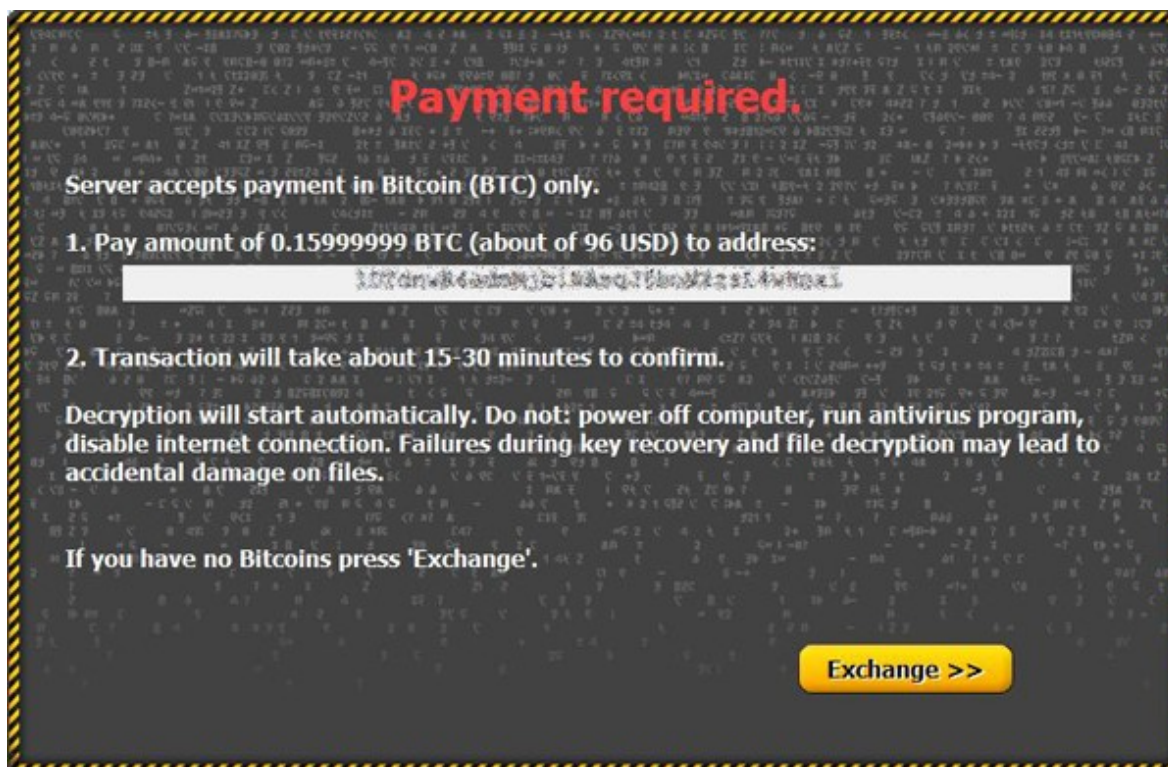 Payment required.
Server accepts payment in Bitcoin (BTC) only.
1. Pay amount of 0.15999999 BTC (about of 96 USD) to address:
2. Transaction will take about 15-30 minutes to confirm.
Decryption will start automatically. Do not: power off computer, run antivirus program,
disable internet connection. Failures during key recovery and file decryption may lead to
accidental damage on files.
If you have no Bitcoins press 'Exchange'.
Exchange >>